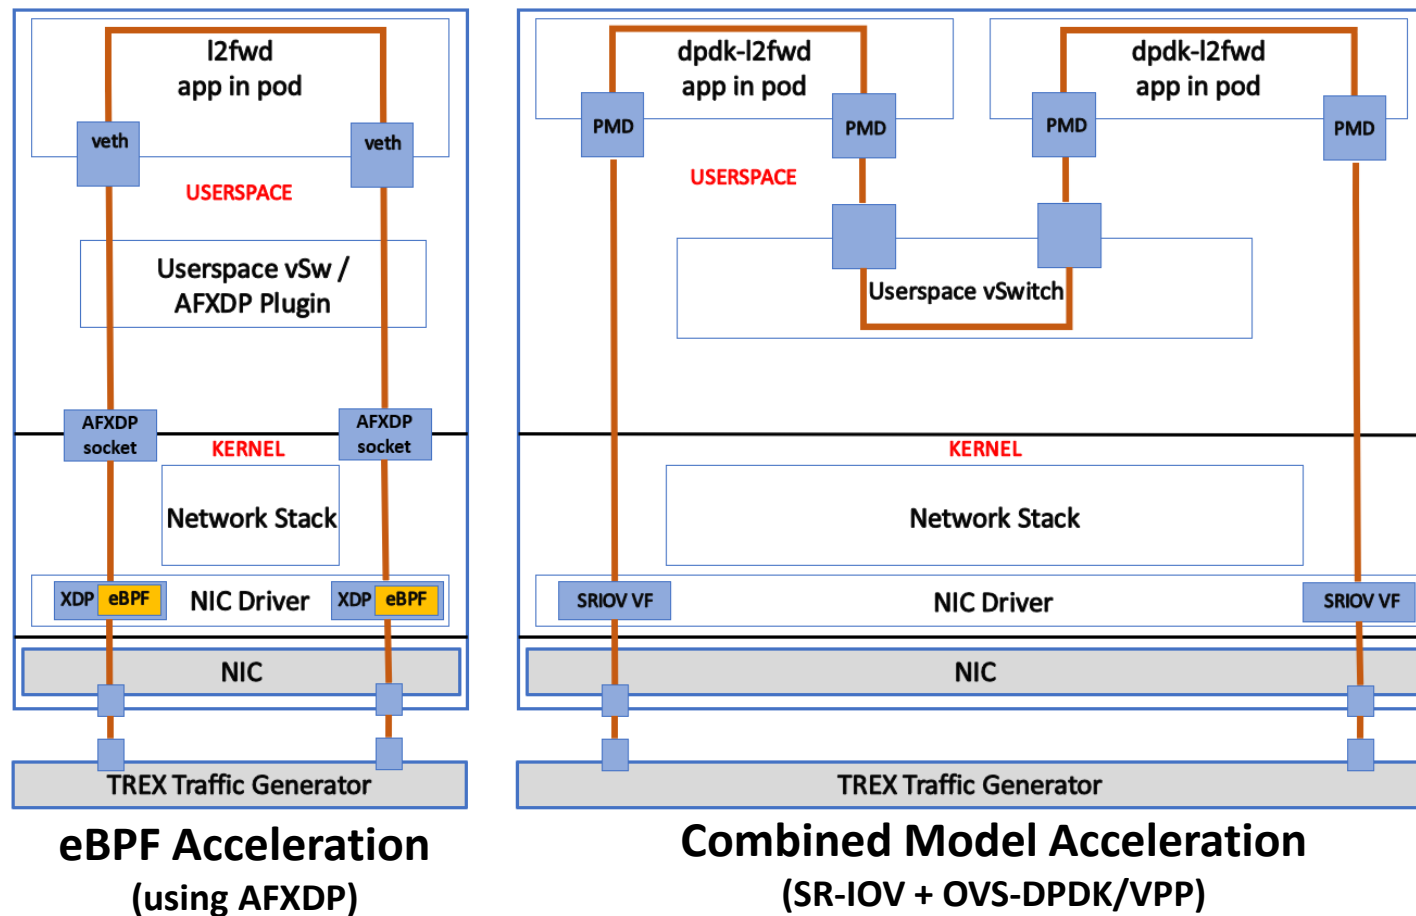 l2fwd
app in pod
veth
veth
USERSPACE
Userspace vSw /
AFXDP Plugin
AFXDP
socket
AFXDP
socket
KERNEL
Network Stack
XDP
eBPF
NIC Driver
XDP
eBPF
NIC
TREX Traffic Generator
eBPF Acceleration
(using AFXDP)
dpdk-l2fwd
app in pod
dpdk-l2fwd
app in pod
PMD
PMD
PMD
PMD
USERSPACE
Userspace vSwitch
KERNEL
Network Stack
SRIOV VF
NIC Driver
SRIOV VF
NIC
TREX Traffic Generator
Combined Model Acceleration
(SR-IOV + OVS-DPDK/VPP)